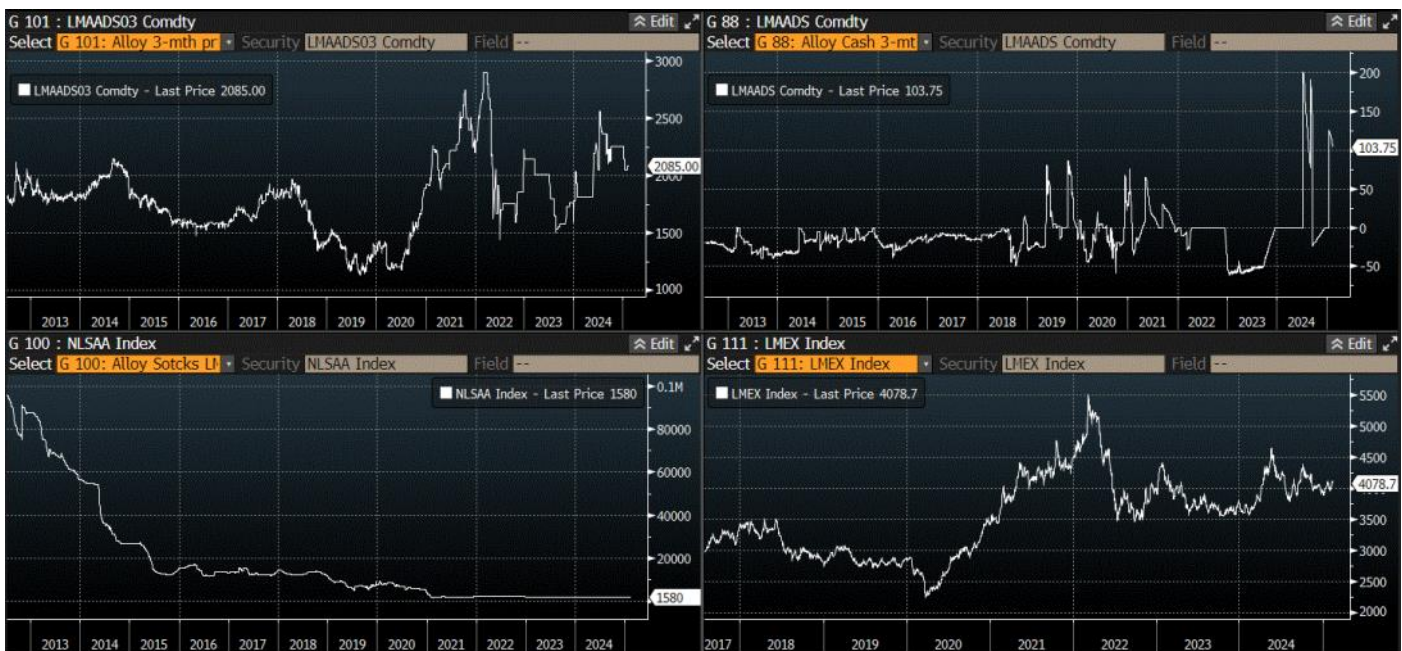 G 101 : LMAADS03 Comdty
Edit
Select G 101: Alloy 3-mth pr Security LMAADS03 Comdty Field --
LMAADS03 Comdty - Last Price 2085.00
3000
2500
2085.00
2000
1500
1000
2013 2014 2015 2016 2017 2018 2019 2020 2021 2022 2023 2024
G 88 : LMAADS Comdty
Edit
Select G 88: Alloy Cash 3-mt Security LMAADS Comdty Field --
LMAADS Comdty - Last Price 103.75
200
150
103.75
50
0
-50
2013 2014 2015 2016 2017 2018 2019 2020 2021 2022 2023 2024
G 100 : NLSAA Index
Edit
Select G 100: Alloy Sotcks LM Security NLSAA Index Field --
NLSAA Index - Last Price 1580
0.1M
80000
60000
40000
20000
1580
2013 2014 2015 2016 2017 2018 2019 2020 2021 2022 2023 2024
G 111 : LMEX Index
Edit
Select G 111: LMEX Index Security LMEX Index Field --
LMEX Index - Last Price 4078.7
5500
5000
4500
4078.7
3500
3000
2500
2000
2017 2018 2019 2020 2021 2022 2023 2024